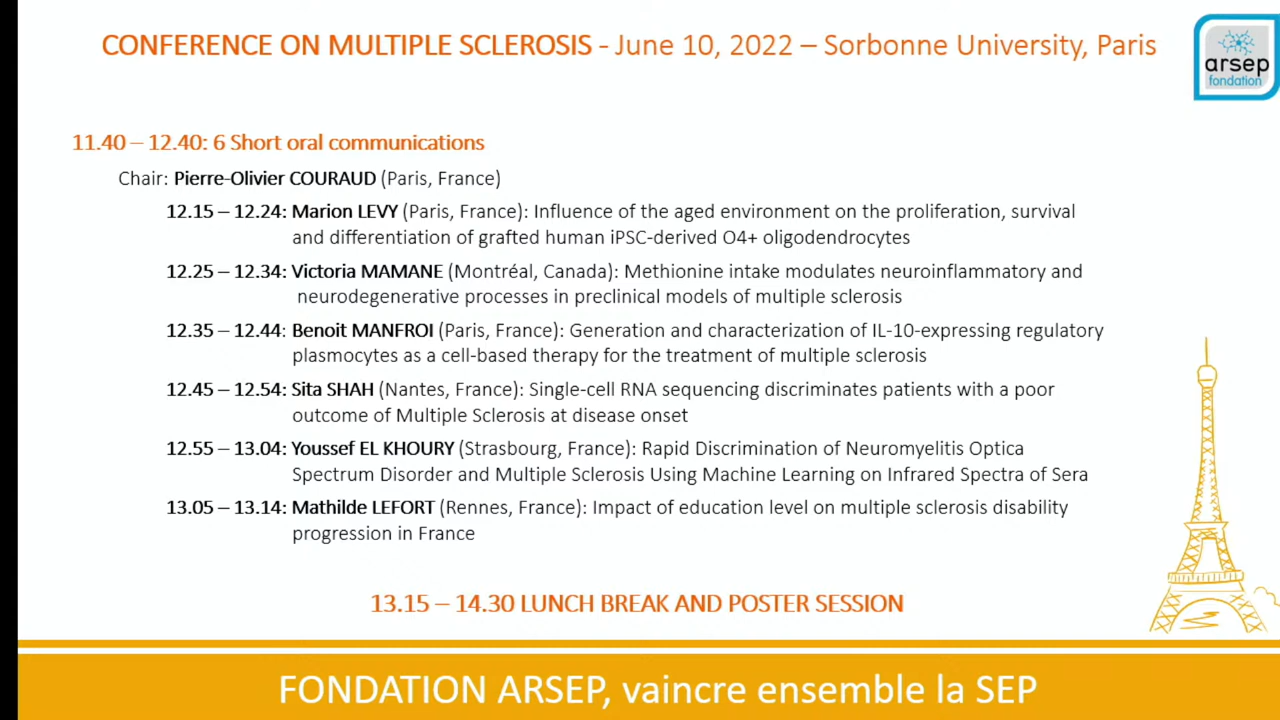 CONFERENCE ON MULTIPLE SCLEROSIS - June 10, 2022 – Sorbonne University, Paris
arsep
fondation
11.40 – 12.40: 6 Short oral communications
Chair: Pierre-Olivier COURAUD (Paris, France)
12.15 – 12.24: Marion LEVY (Paris, France): Influence of the aged environment on the proliferation, survival
and differentiation of grafted human iPSC-derived O4+ oligodendrocytes
12.25 – 12.34: Victoria MAMANE (Montréal, Canada): Methionine intake modulates neuroinflammatory and
neurodegenerative processes in preclinical models of multiple sclerosis
12.35 – 12.44: Benoit MANFROI (Paris, France): Generation and characterization of IL-10-expressing regulatory
plasmocytes as a cell-based therapy for the treatment of multiple sclerosis
12.45 – 12.54: Sita SHAH (Nantes, France): Single-cell RNA sequencing discriminates patients with a poor
outcome of Multiple Sclerosis at disease onset
12.55 – 13.04: Youssef EL KHOURY (Strasbourg, France): Rapid Discrimination of Neuromyelitis Optica
Spectrum Disorder and Multiple Sclerosis Using Machine Learning on Infrared Spectra of Sera
13.05 – 13.14: Mathilde LEFORT (Rennes, France): Impact of education level on multiple sclerosis disability
progression in France
13.15 – 14.30 LUNCH BREAK AND POSTER SESSION
FONDATION ARSEP, vaincre ensemble la SEP